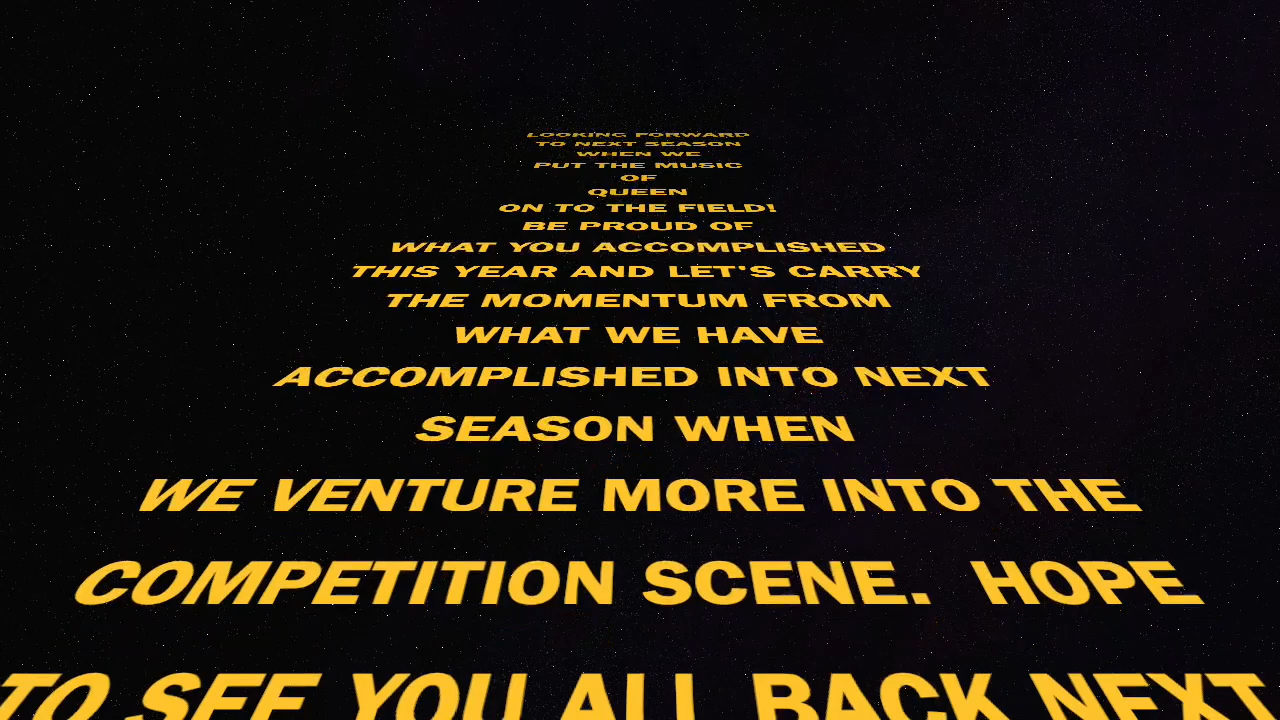 LOOKING FORWARD
TO NEXT SEASON
WHEN WE
PUT THE MUSIC
OF
QUEEN
ON TO THE FIELD!
BE PROUD OF
WHAT YOU ACCOMPLISHED
THIS YEAR AND LET'S CARRY
THE MOMENTUM FROM
WHAT WE HAVE
ACCOMPLISHED INTO NEXT
SEASON WHEN
WE VENTURE MORE INTO THE
COMPETITION SCENE.  HOPE
TO SEE YOU ALL BACK NEXT